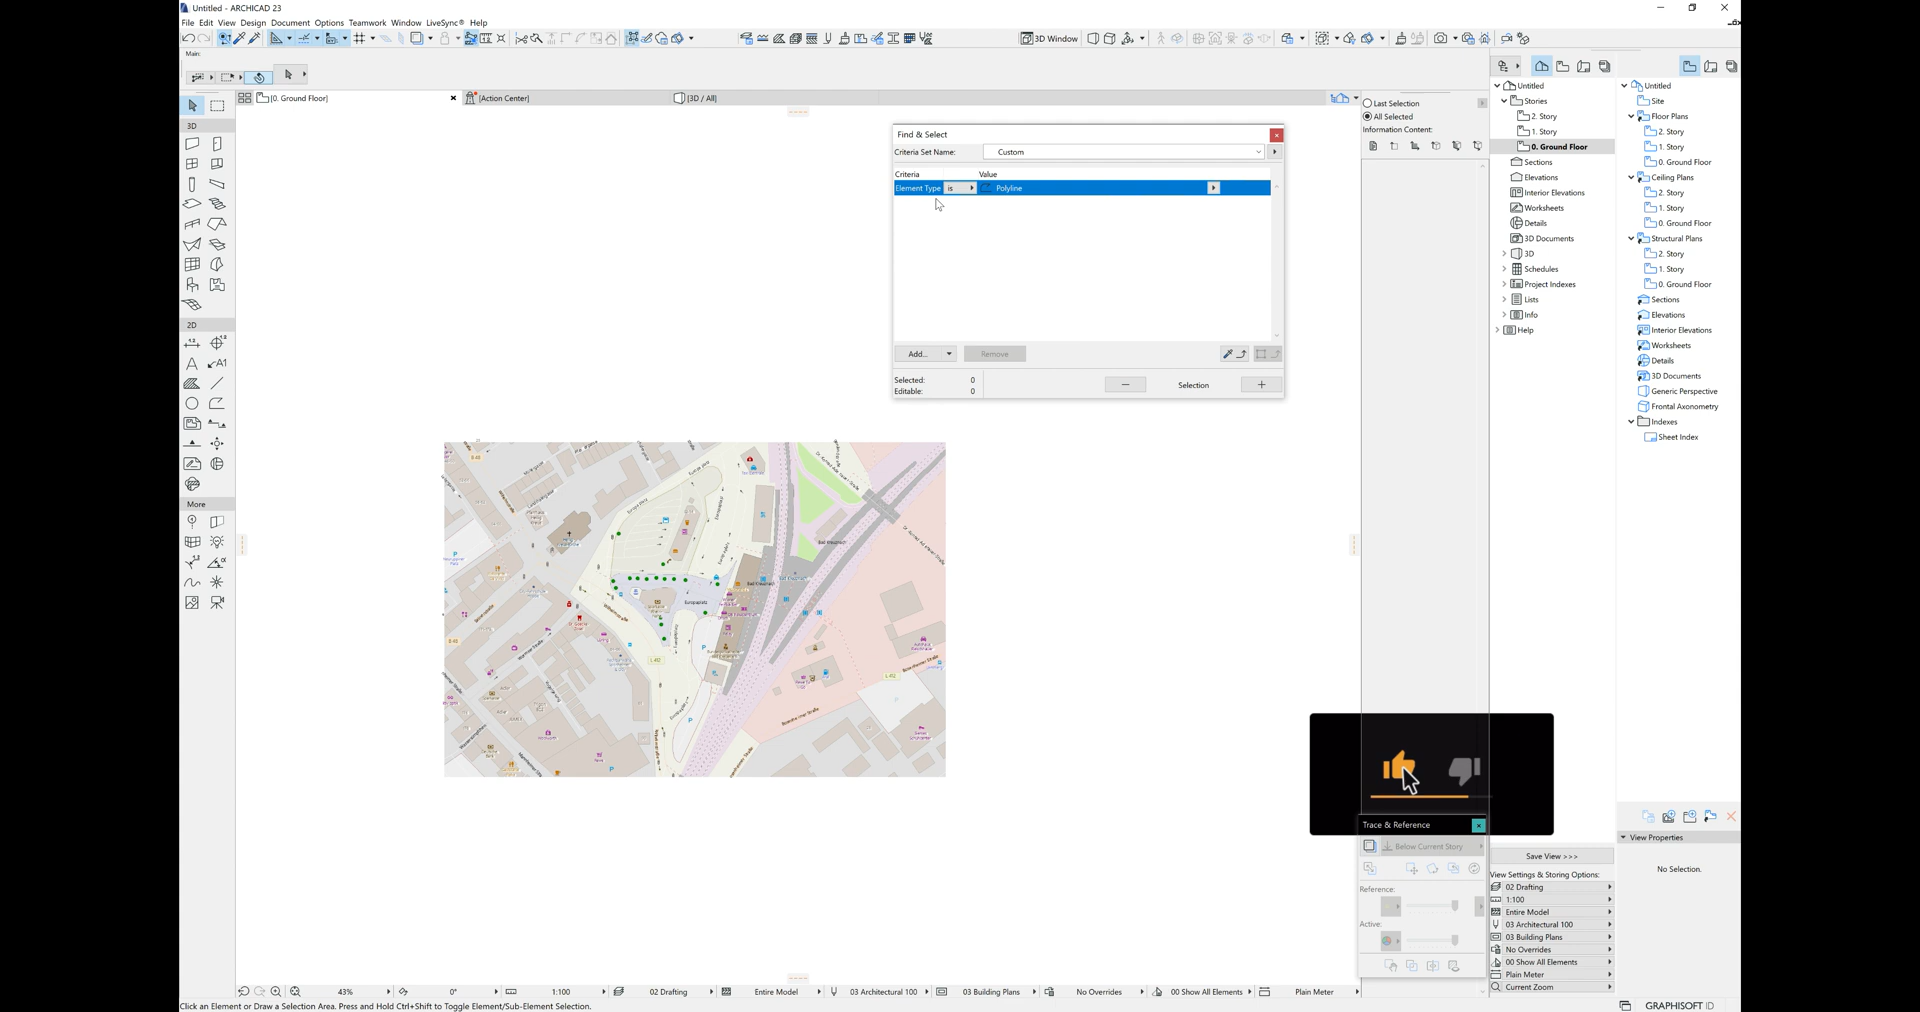 Untitled - ARCHICAD 23
File Edit View Design Document Options Teamwork Window LiveSync® Help
3D Window
Main:
[0. Ground Floor]
[Action Center]
[3D / All]
3D
2D
More
Find & Select
Criteria Set Name:
Custom
Criteria Value
Element Type is Polyline
Add...
Remove
Selected: 0
Editable: 0
Selection
Last Selection
All Selected
Information Content:
Untitled
Stories
2. Story
1. Story
0. Ground Floor
Sections
Elevations
Interior Elevations
Worksheets
Details
3D Documents
3D
Schedules
Project Indexes
Lists
Info
Help
Untitled
Site
Floor Plans
2. Story
1. Story
0. Ground Floor
Ceiling Plans
2. Story
1. Story
0. Ground Floor
Structural Plans
2. Story
1. Story
0. Ground Floor
Sections
Elevations
Interior Elevations
Worksheets
Details
3D Documents
Generic Perspective
Frontal Axonometry
Indexes
Sheet Index
Europaplatz
L 412
Trace & Reference
Below Current Story
Reference:
Active:
View Properties
No Selection.
Save View >>>
View Settings & Storing Options:
02 Drafting
1:100
Entire Model
03 Architectural 100
03 Building Plans
No Overrides
00 Show All Elements
Plain Meter
Current Zoom
43% 0° 1:100 02 Drafting Entire Model 03 Architectural 100 03 Building Plans No Overrides 00 Show All Elements Plain Meter
Click an Element or Draw a Selection Area. Press and Hold Ctrl+Shift to Toggle Element/Sub-Element Selection.
GRAPHISOFT ID